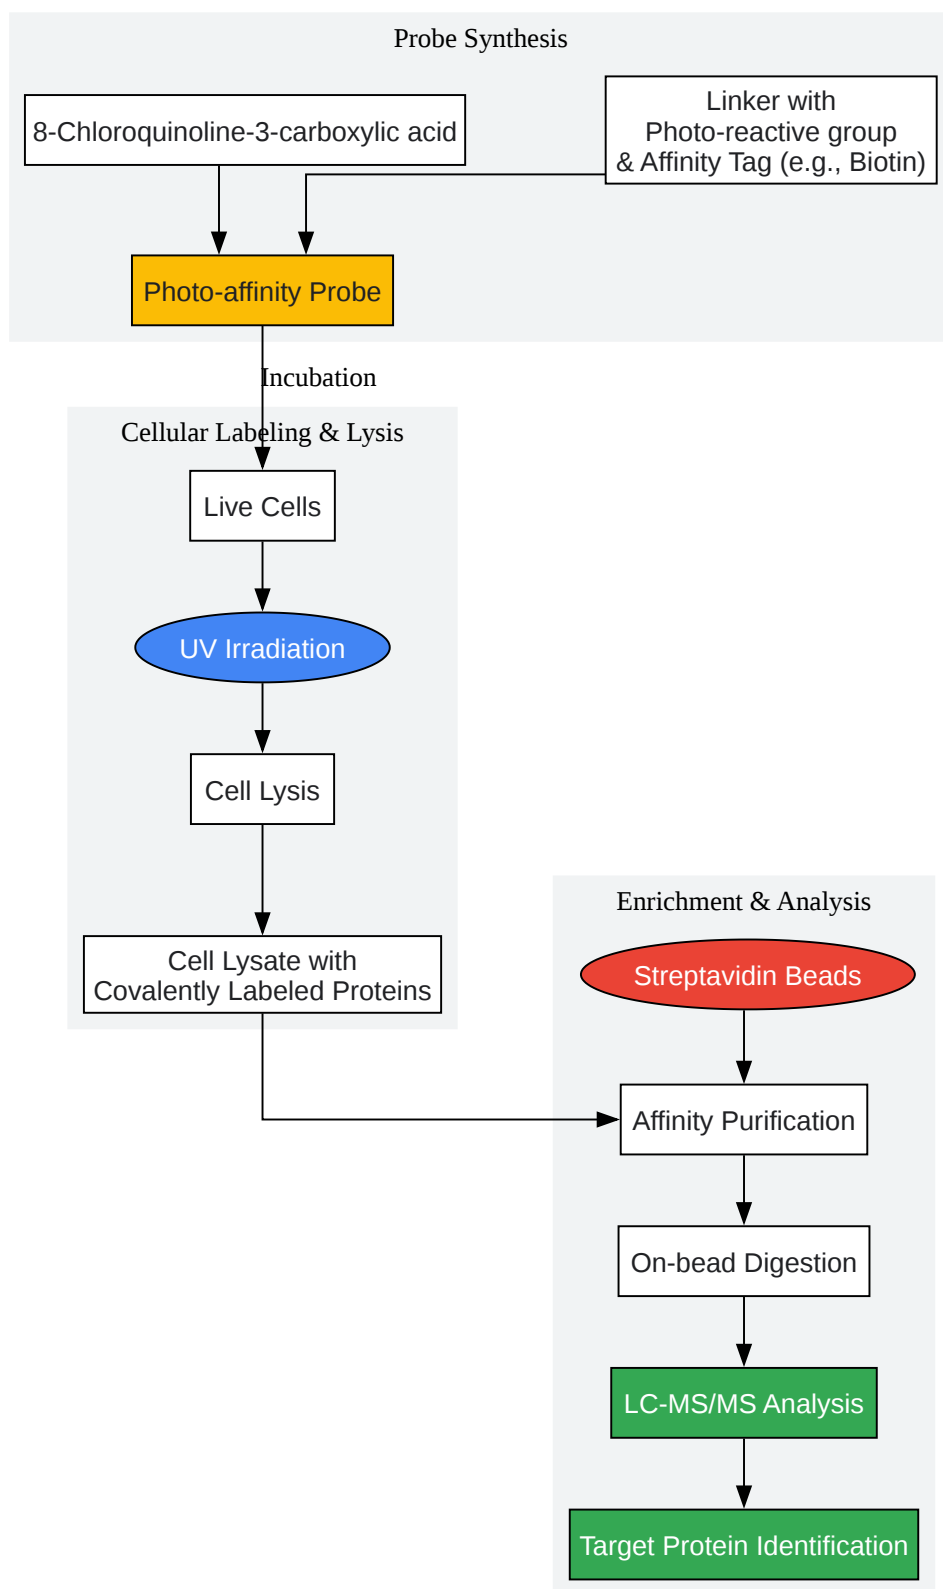 Probe Synthesis
8-Chloroquinoline-3-carboxylic acid
Linker with
Photo-reactive group
& Affinity Tag (e.g., Biotin)
Photo-affinity Probe
Incubation
Cellular Labeling & Lysis
Live Cells
UV Irradiation
Cell Lysis
Cell Lysate with
Covalently Labeled Proteins
Enrichment & Analysis
Streptavidin Beads
Affinity Purification
On-bead Digestion
LC-MS/MS Analysis
Target Protein Identification